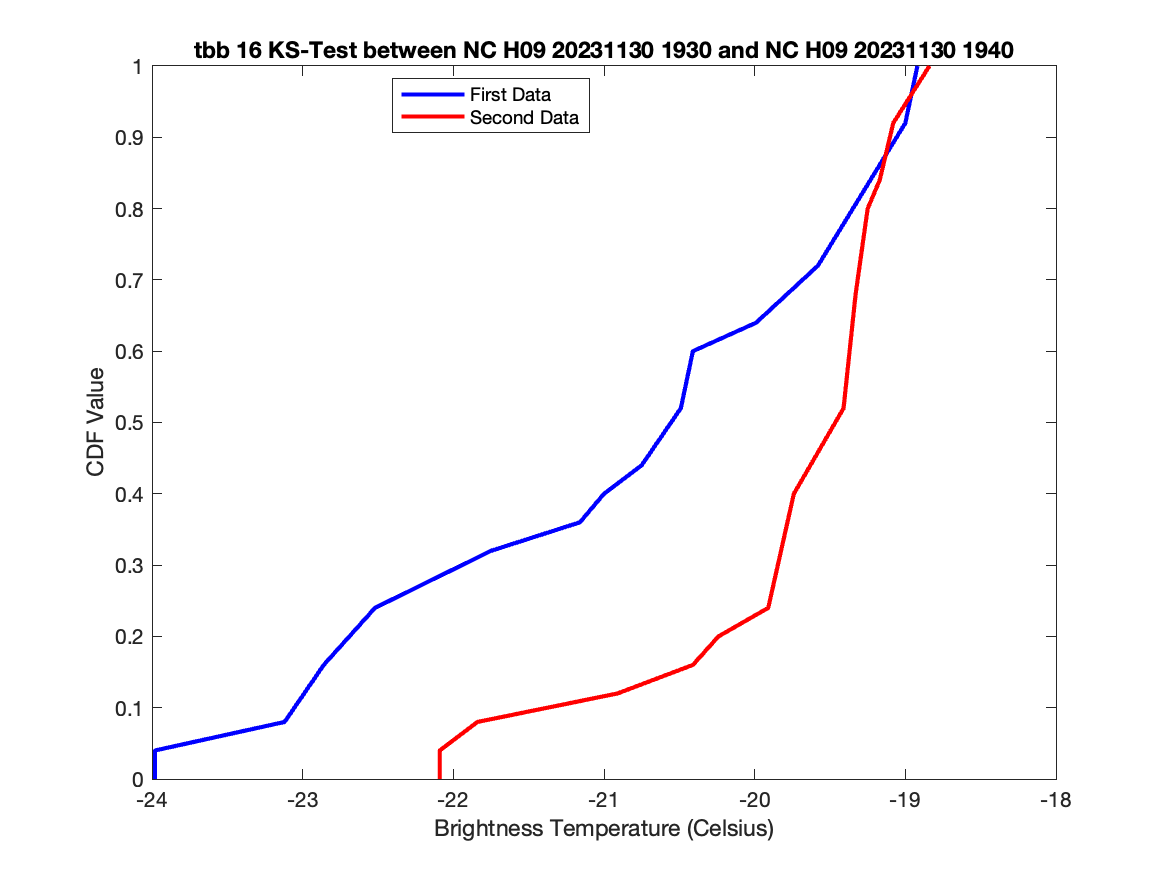 tbb 16 KS-Test between NC H09 20231130 1930 and NC H09 20231130 1940
First Data
Second Data
1
0.9
0.8
0.7
0.6
0.5
0.4
0.3
0.2
0.1
0
CDF Value
-24 -23 -22 -21 -20 -19 -18
Brightness Temperature (Celsius)